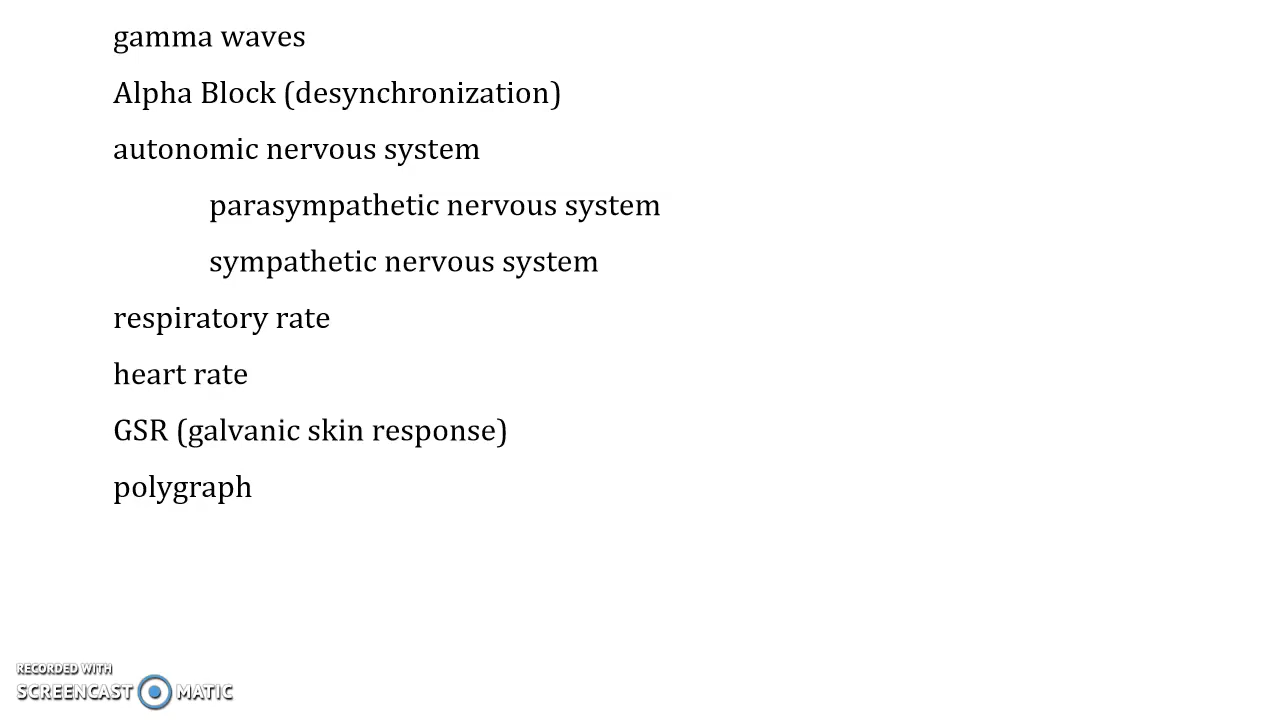 gamma waves
Alpha Block (desynchronization)
autonomic nervous system
parasympathetic nervous system
sympathetic nervous system
respiratory rate
heart rate
GSR (galvanic skin response)
polygraph
RECORDED WITH
SCREENCAST MATIC